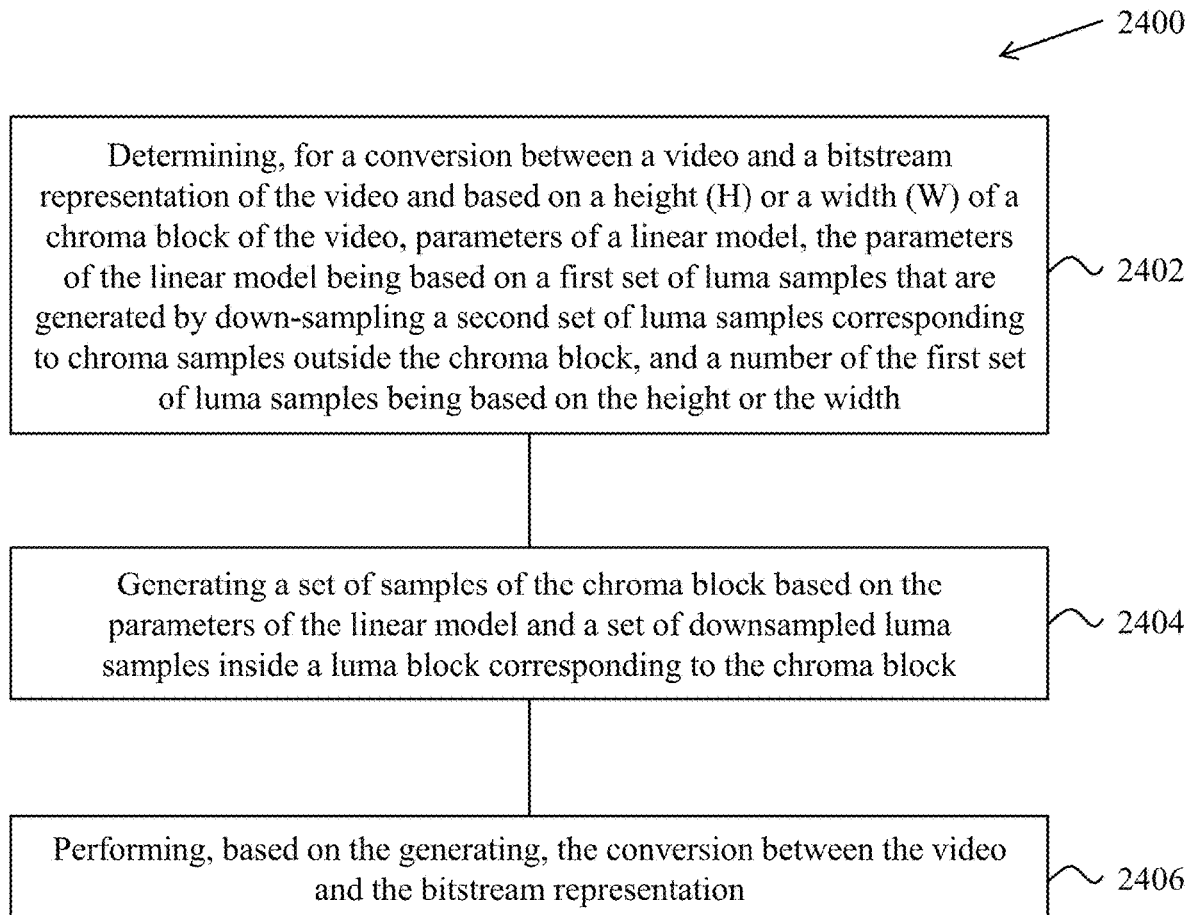 2400
Determining, for a conversion between a video and a bitstream
representation of the video and based on a height (H) or a width (W) of a
chroma block of the video, parameters of a linear model, the parameters
of the linear model being based on a first set of luma samples that are
generated by down-sampling a second set of luma samples corresponding
to chroma samples outside the chroma block, and a number of the first set
of luma samples being based on the height or the width
2402
Generating a set of samples of the chroma block based on the
parameters of the linear model and a set of downsampled luma
samples inside a luma block corresponding to the chroma block
2404
Performing, based on the generating, the conversion between the video
and the bitstream representation
2406